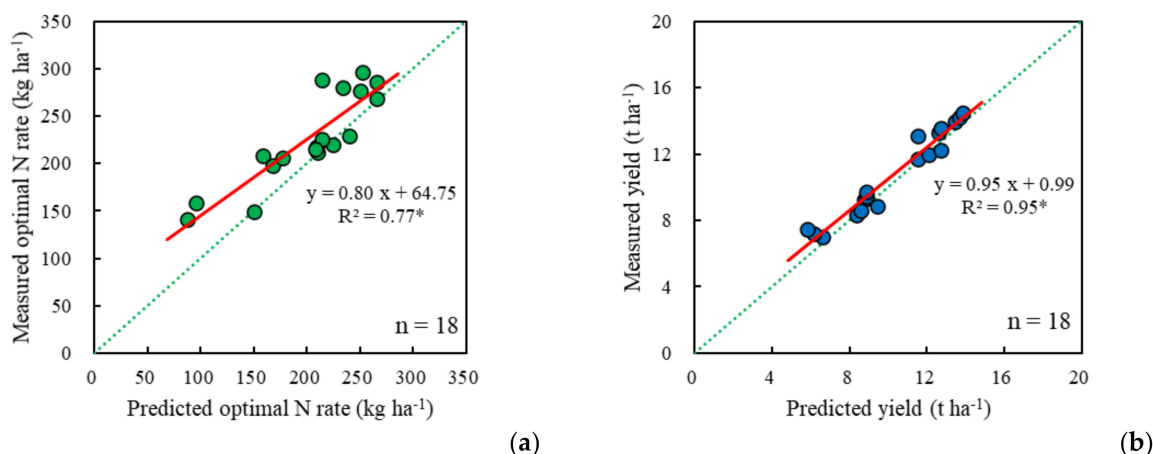 350
300
250
200
150
100
50
0
Measured optimal N rate (kg ha⁻¹)
y = 0.80 x + 64.75
R² = 0.77*
n = 18
0 50 100 150 200 250 300 350
Predicted optimal N rate (kg ha⁻¹)
(a)
20
16
12
8
4
0
Measured yield (t ha⁻¹)
y = 0.95 x + 0.99
R² = 0.95*
n = 18
0 4 8 12 16 20
Predicted yield (t ha⁻¹)
(b)